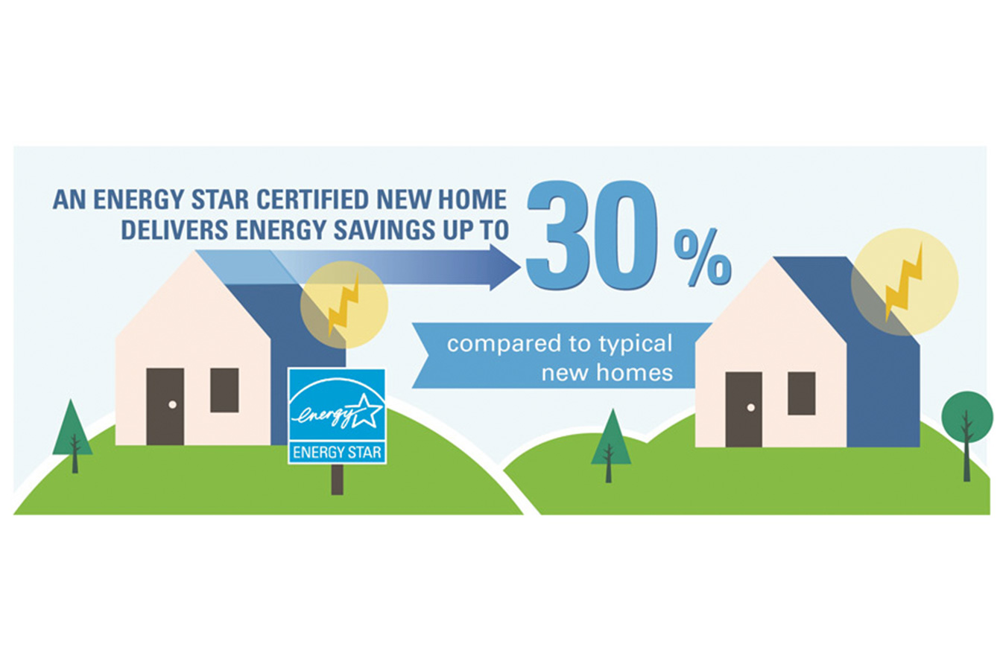 AN ENERGY STAR CERTIFIED NEW HOME
DELIVERS ENERGY SAVINGS UP TO
30 %
compared to typical
new homes
energy
ENERGY STAR